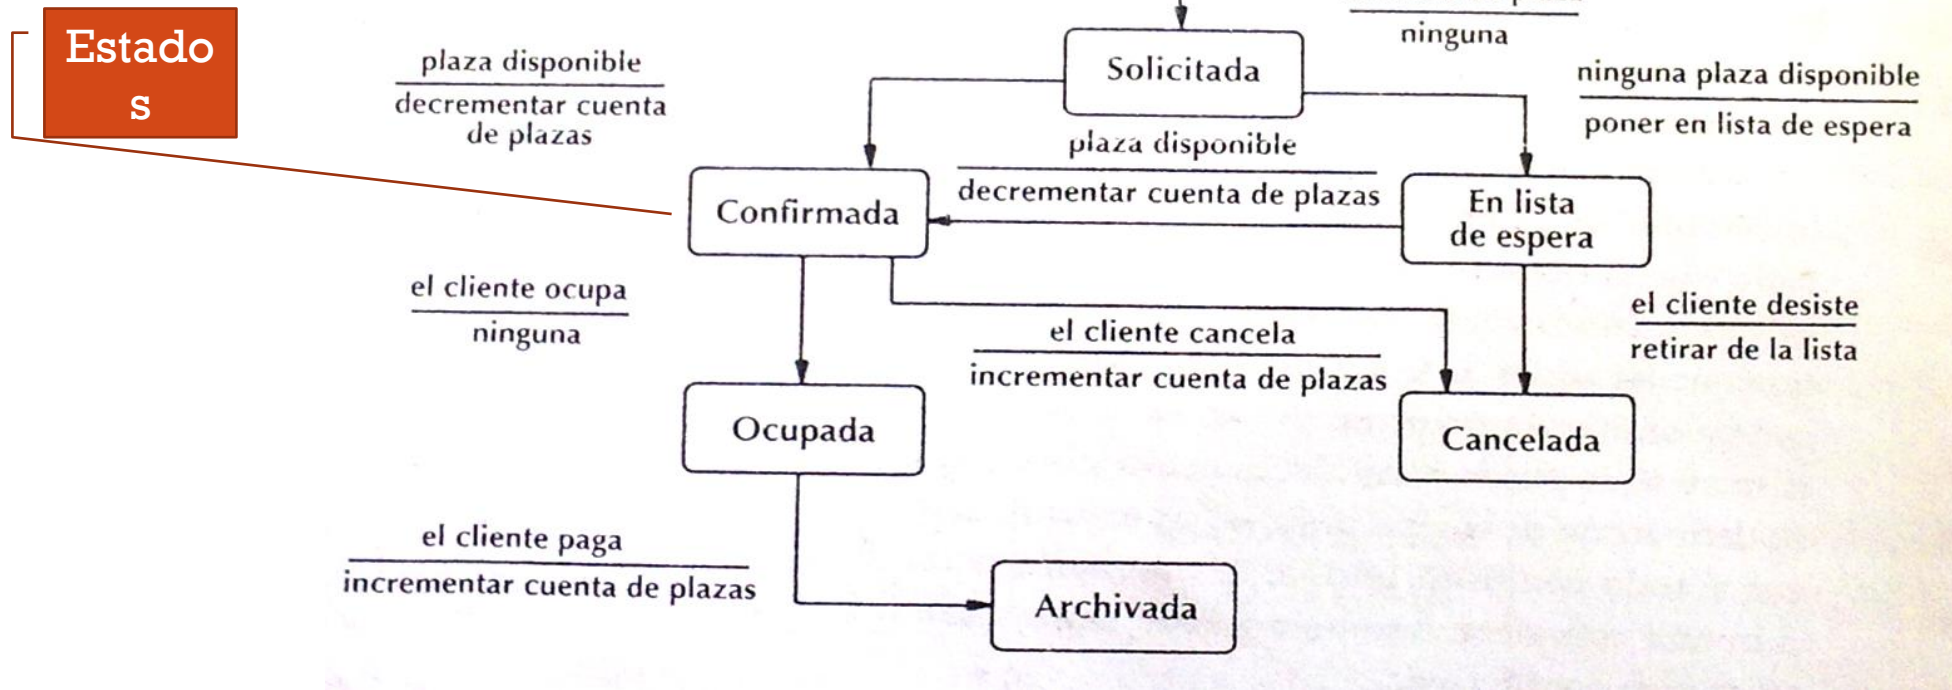 Estado
s
ninguna
Solicitada
plaza disponible
decrementar cuenta
de plazas
ninguna plaza disponible
poner en lista de espera
plaza disponible
decrementar cuenta de plazas
Confirmada
En lista
de espera
el cliente ocupa
ninguna
el cliente cancela
incrementar cuenta de plazas
el cliente desiste
retirar de la lista
Ocupada
Cancelada
el cliente paga
incrementar cuenta de plazas
Archivada